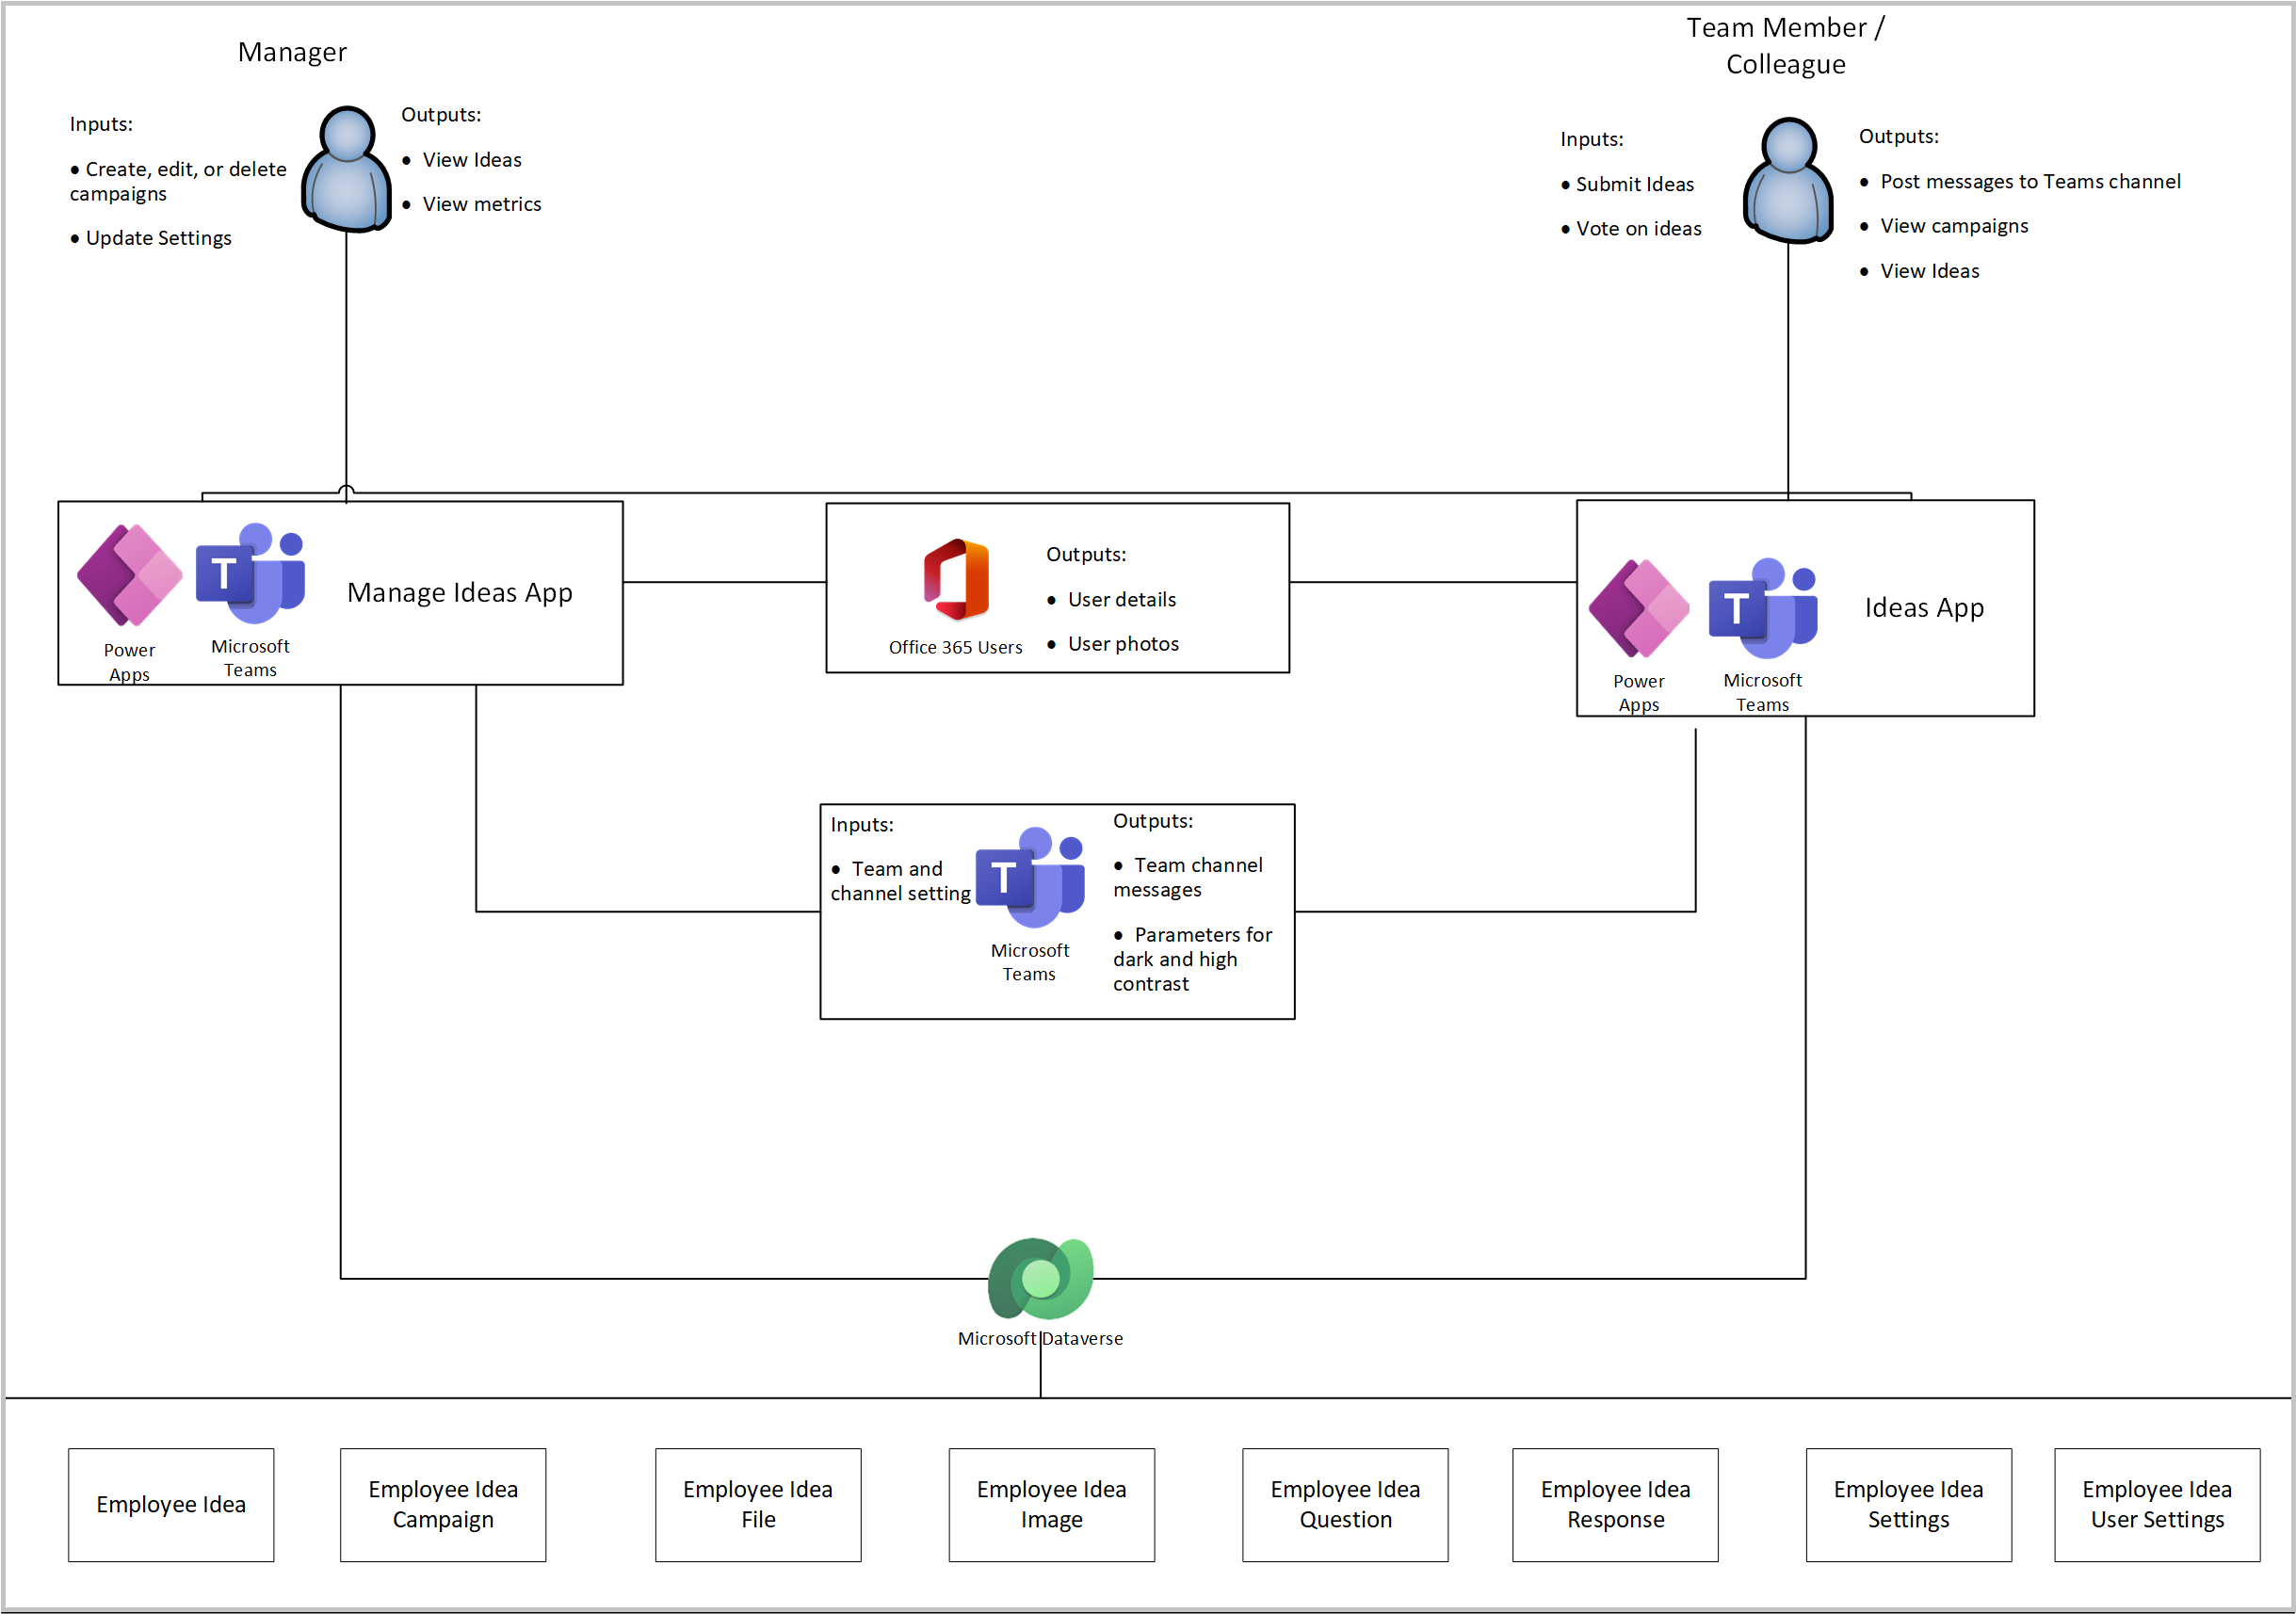 Manager
Inputs:
• Create, edit, or delete
campaigns
• Update Settings
Outputs:
• View Ideas
• View metrics
Team Member /
Colleague
Inputs:
• Submit Ideas
• Vote on ideas
Outputs:
• Post messages to Teams channel
• View campaigns
• View Ideas
Power
Apps
T
Microsoft
Teams
Manage Ideas App
Office 365 Users
Outputs:
• User details
• User photos
Power
Apps
T
Microsoft
Teams
Ideas App
Inputs:
• Team and
channel setting
T
Microsoft
Teams
Outputs:
• Team channel
messages
• Parameters for
dark and high
contrast
Microsoft Dataverse
Employee Idea
Employee Idea
Campaign
Employee Idea
File
Employee Idea
Image
Employee Idea
Question
Employee Idea
Response
Employee Idea
Settings
Employee Idea
User Settings